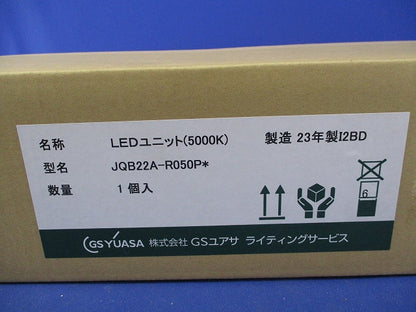 名称 LEDユニット(5000K) 製造 23年製I2BD
型名 JQB22A-R050P*
数量 1個入
6
GS YUASA 株式会社 GSユアサ ライティングサービス